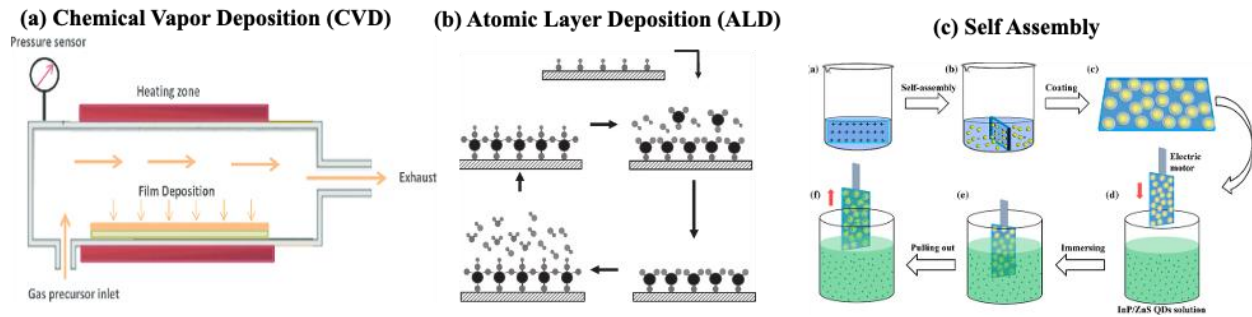 (a) Chemical Vapor Deposition (CVD)
Pressure sensor
Heating zone
Film Deposition
Exhaust
Gas precursor inlet
(b) Atomic Layer Deposition (ALD)
(c) Self Assembly
(a)
Self-assembly
(b)
Coating
(c)
Electric
motor
(d)
InP/ZnS QDs solution
Immersing
(e)
Pulling out
(f)